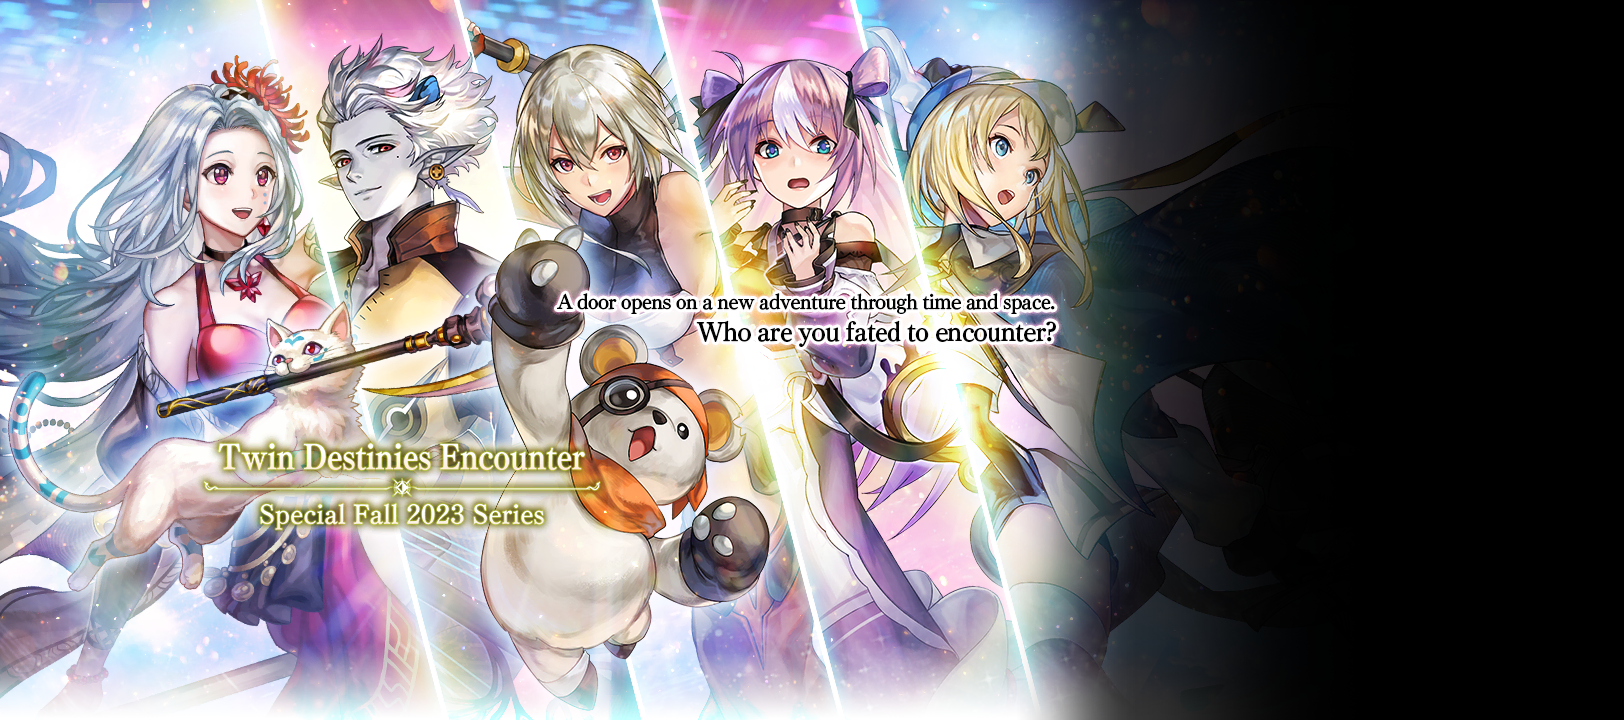 A door opens on a new adventure through time and space.
Who are you fated to encounter?
Twin Destinies Encounter
Special Fall 2023 Series